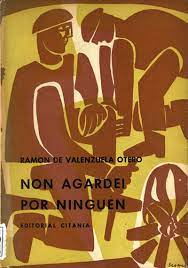 RAMON DE VALENZUELA OTERO
NON AGARDEI
POR NINGUÉN
EDITORIAL CITANIA